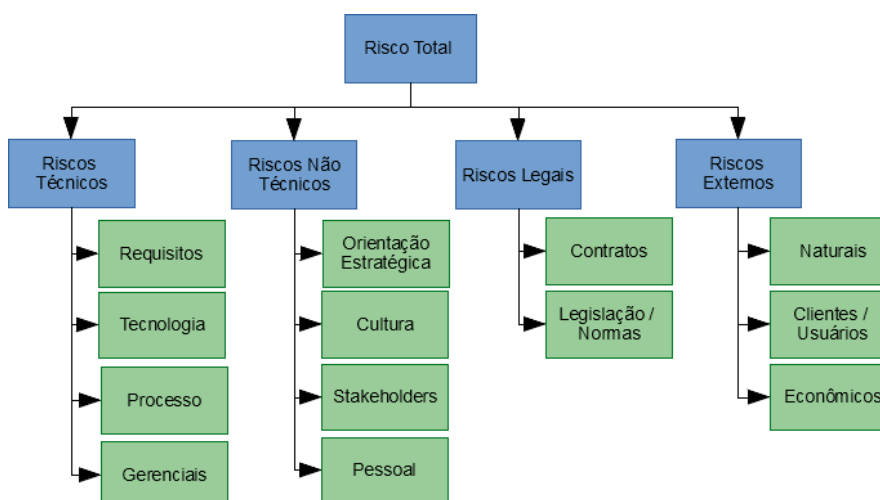 Risco Total
Riscos
Técnicos
Riscos Não
Técnicos
Riscos Legais
Riscos
Externos
Requisitos
Tecnologia
Processo
Gerenciais
Orientação
Estratégica
Cultura
Stakeholders
Pessoal
Contratos
Legislação /
Normas
Naturais
Clientes /
Usuários
Econômicos